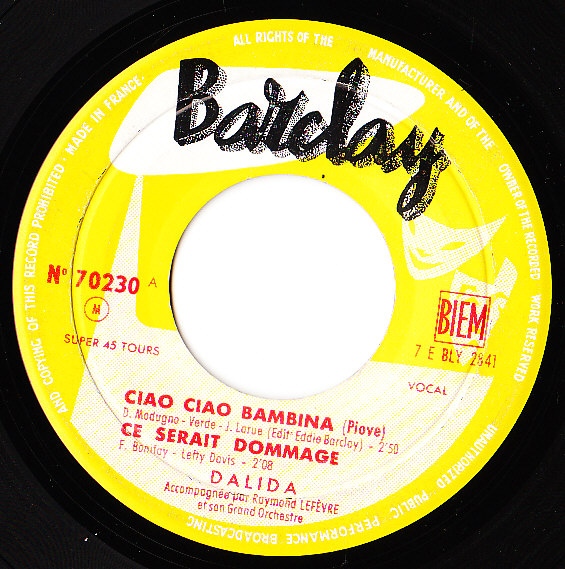 ALL RIGHTS OF THE MANUFACTURER AND OF THE OWNER OF THE RECORDED WORK RESERVED
UNAUTHORIZED PUBLIC PERFORMANCE BROADCASTING AND COPYING OF THIS RECORD PROHIBITED · MADE IN FRANCE.
Barclay
Nº 70230 A
M
BIEM
SUPER 45 TOURS
7 E BLY 2841
VOCAL
CIAO CIAO BAMBINA (Piove)
D. Modugno - Verde - J. Larue (Edit. Eddie Barclay) - 2'50
CE SERAIT DOMMAGE
F. Bonifay - Lefty Davis - 2'08
DALIDA
Accompagnée par Raymond LEFÈVRE
et son Grand Orchestre